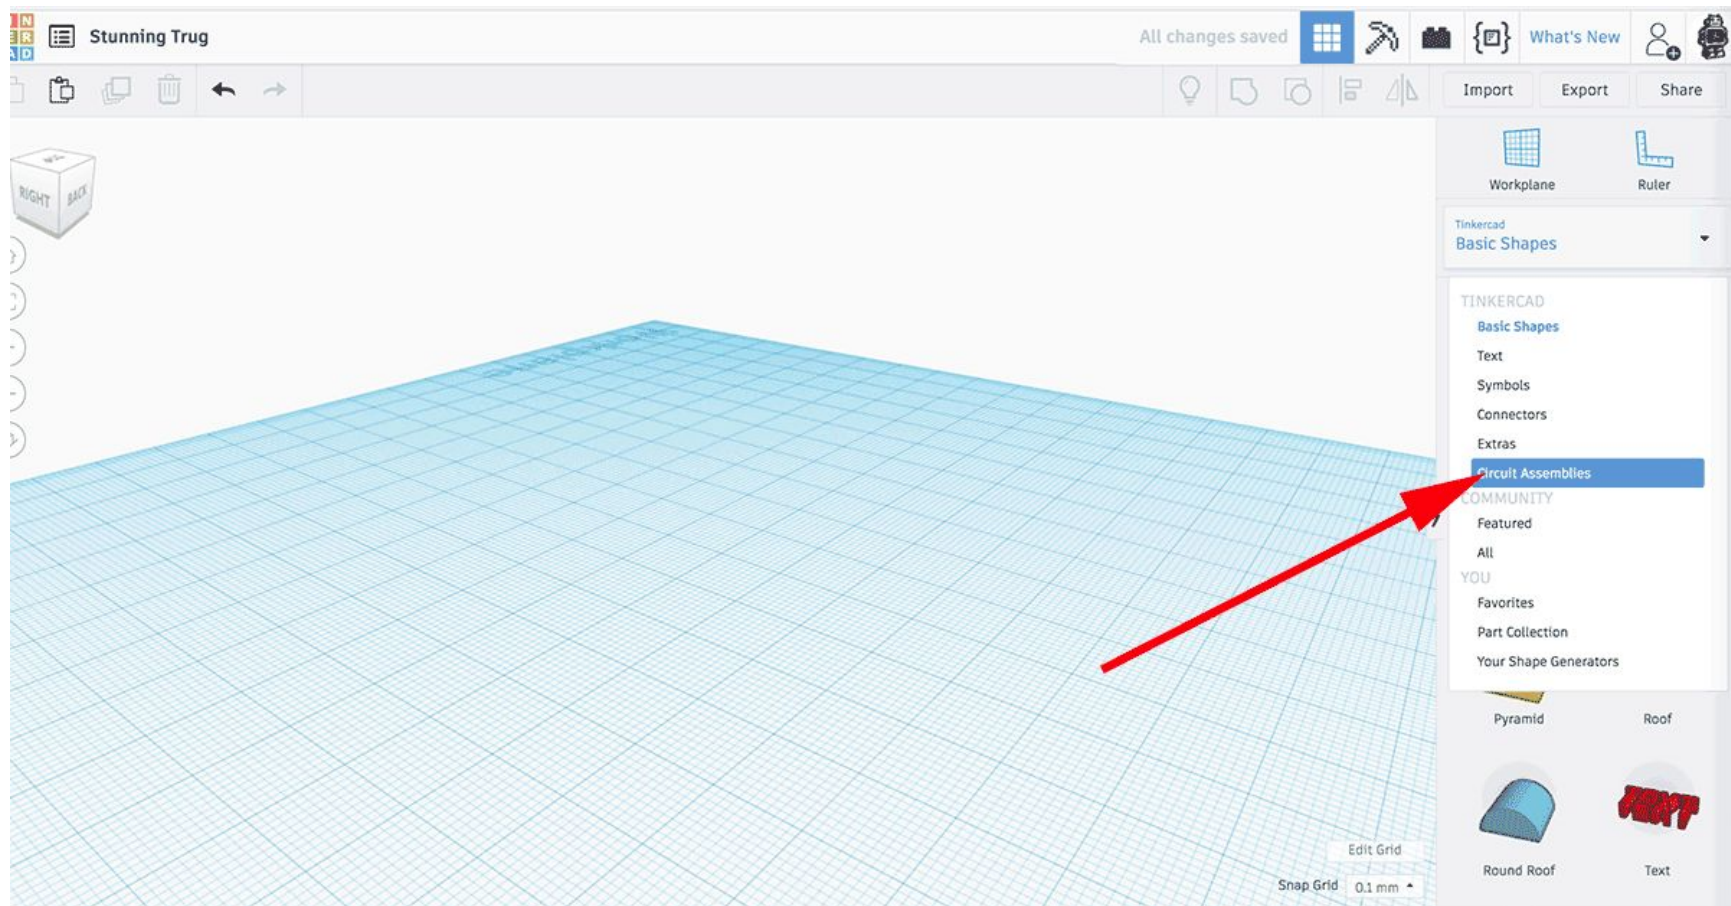 Stunning Trug
All changes saved
What's New
Import
Export
Share
RIGHT
BACK
Workplane
Ruler
Tinkercad
Basic Shapes
TINKERCAD
Basic Shapes
Text
Symbols
Connectors
Extras
Circuit Assemblies
COMMUNITY
Featured
All
YOU
Favorites
Part Collection
Your Shape Generators
Pyramid
Roof
TEXT
Round Roof
Text
Edit Grid
Snap Grid 0.1 mm